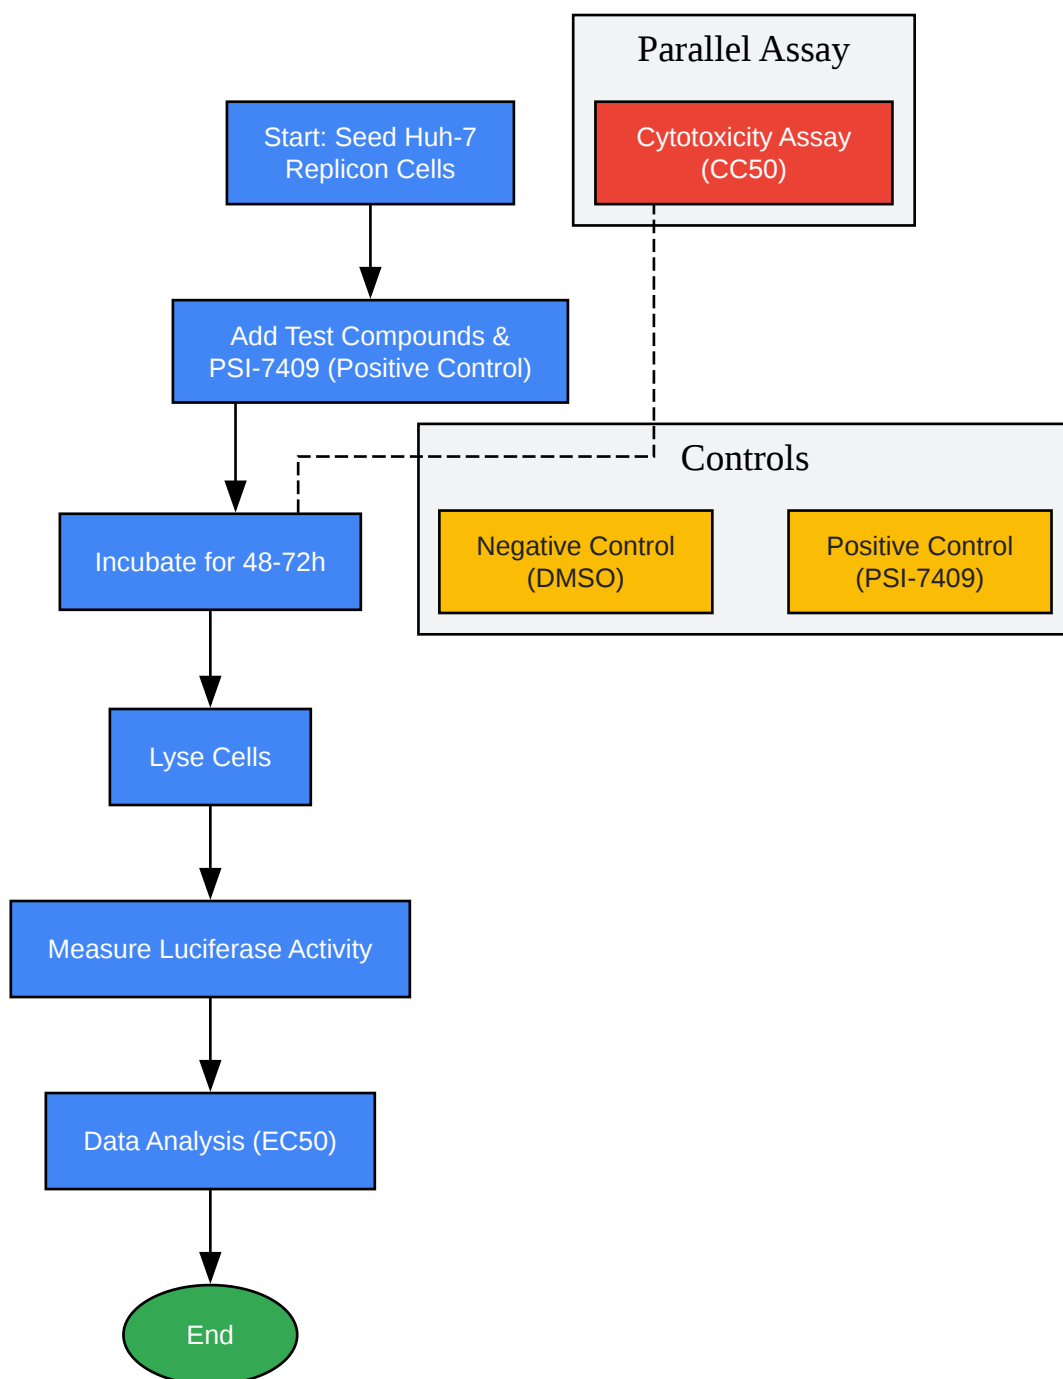 Parallel Assay
Start: Seed Huh-7
Replicon Cells
Cytotoxicity Assay
(CC50)
Add Test Compounds &
PSI-7409 (Positive Control)
Controls
Negative Control
(DMSO)
Positive Control
(PSI-7409)
Incubate for 48-72h
Lyse Cells
Measure Luciferase Activity
Data Analysis (EC50)
End